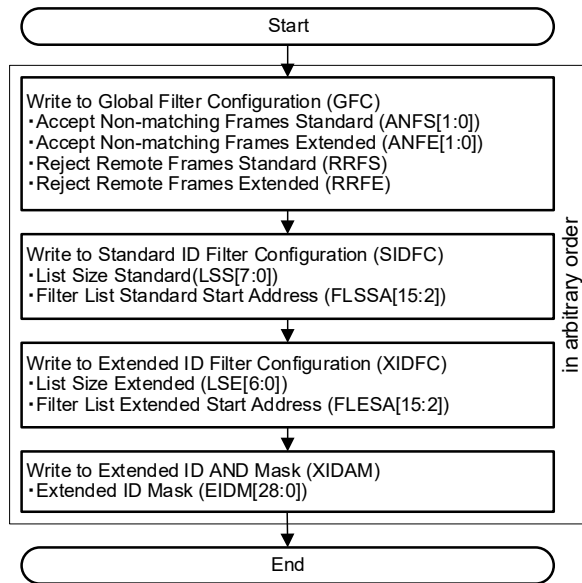 Start
Write to Global Filter Configuration (GFC)
・Accept Non-matching Frames Standard (ANFS[1:0])
・Accept Non-matching Frames Extended (ANFE[1:0])
・Reject Remote Frames Standard (RRFS)
・Reject Remote Frames Extended (RRFE)
Write to Standard ID Filter Configuration (SIDFC)
・List Size Standard(LSS[7:0])
・Filter List Standard Start Address (FLSSA[15:2])
Write to Extended ID Filter Configuration (XIDFC)
・List Size Extended (LSE[6:0])
・Filter List Extended Start Address (FLESA[15:2])
Write to Extended ID AND Mask (XIDAM)
・Extended ID Mask (EIDM[28:0])
in arbitrary order
End